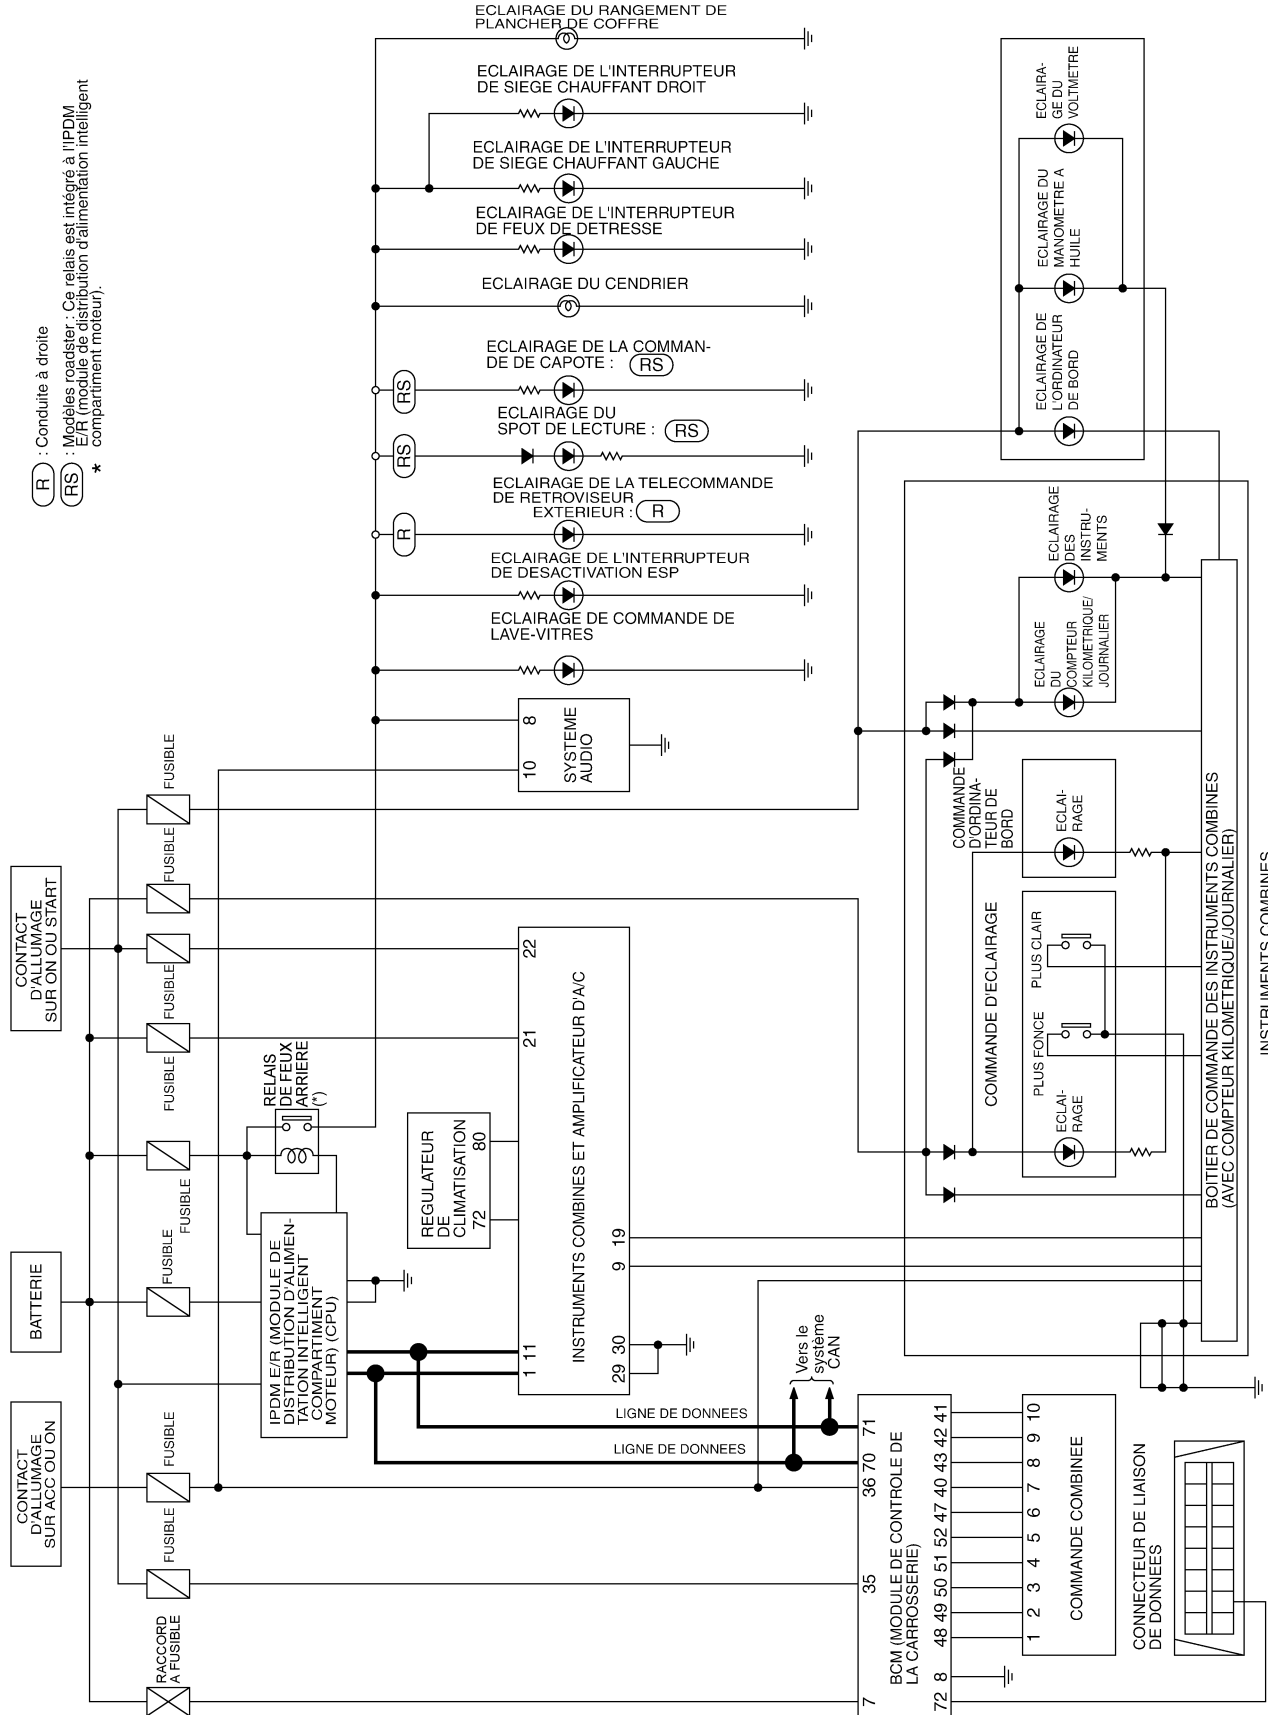 ECLAIRAGE DU RANGEMENT DE
PLANCHER DE COFFRE
ECLAIRAGE DE L'INTERRUPTEUR
DE SIEGE CHAUFFANT DROIT
ECLAIRAGE DE L'INTERRUPTEUR
DE SIEGE CHAUFFANT GAUCHE
ECLAIRAGE DE L'INTERRUPTEUR
DE FEUX DE DETRESSE
ECLAIRAGE DU CENDRIER
ECLAIRAGE DE LA COMMAN-
DE DE CAPOTE : RS
RS
ECLAIRAGE DU
SPOT DE LECTURE : RS
RS
ECLAIRAGE DE LA TELECOMMANDE
DE RETROVISEUR
EXTERIEUR : R
R
ECLAIRAGE DE L'INTERRUPTEUR
DE DESACTIVATION ESP
ECLAIRAGE DE COMMANDE DE
LAVE-VITRES
R : Conduite à droite
RS : Modèles roadster : Ce relais est intégré à l'IPDM
E/R (module de distribution d'alimentation intelligent
* compartiment moteur).
ECLAIRA-
GE DU
VOLTMETRE
ECLAIRAGE DU
MANOMETRE A
HUILE
ECLAIRAGE DE
L'ORDINATEUR
DE BORD
ECLAIRAGE
DES
INSTRU-
MENTS
ECLAIRAGE
DU
COMPTEUR
KILOMETRIQUE/
JOURNALIER
8
10
SYSTEME
AUDIO
FUSIBLE
FUSIBLE
FUSIBLE
FUSIBLE
FUSIBLE
FUSIBLE
FUSIBLE
FUSIBLE
RACCORD
A FUSIBLE
CONTACT
D'ALLUMAGE
SUR ON OU START
BATTERIE
CONTACT
D'ALLUMAGE
SUR ACC OU ON
RELAIS
DE FEUX
ARRIERE
(*)
IPDM E/R (MODULE DE
DISTRIBUTION D'ALIMEN-
TATION INTELLIGENT
COMPARTIMENT
MOTEUR) (CPU)
REGULATEUR
DE
CLIMATISATION
72 80
22
21
11
1
INSTRUMENTS COMBINES ET AMPLIFICATEUR D'A/C
19
9
30
29
COMMANDE
D'ORDINA-
TEUR DE
BORD
ECLAI-
RAGE
COMMANDE D'ECLAIRAGE
PLUS CLAIR
PLUS FONCE
ECLAI-
RAGE
BOITIER DE COMMANDE DES INSTRUMENTS COMBINES
(AVEC COMPTEUR KILOMETRIQUE/JOURNALIER)
INSTRUMENTS COMBINES
Vers le
système
CAN
LIGNE DE DONNEES
LIGNE DE DONNEES
71
70
36
35
7
BCM (MODULE DE CONTROLE DE
LA CARROSSERIE)
72 8 48 49 50 51 52 47 40 43 42 41
1 2 3 4 5 6 7 8 9 10
COMMANDE COMBINEE
CONNECTEUR DE LIAISON
DE DONNEES